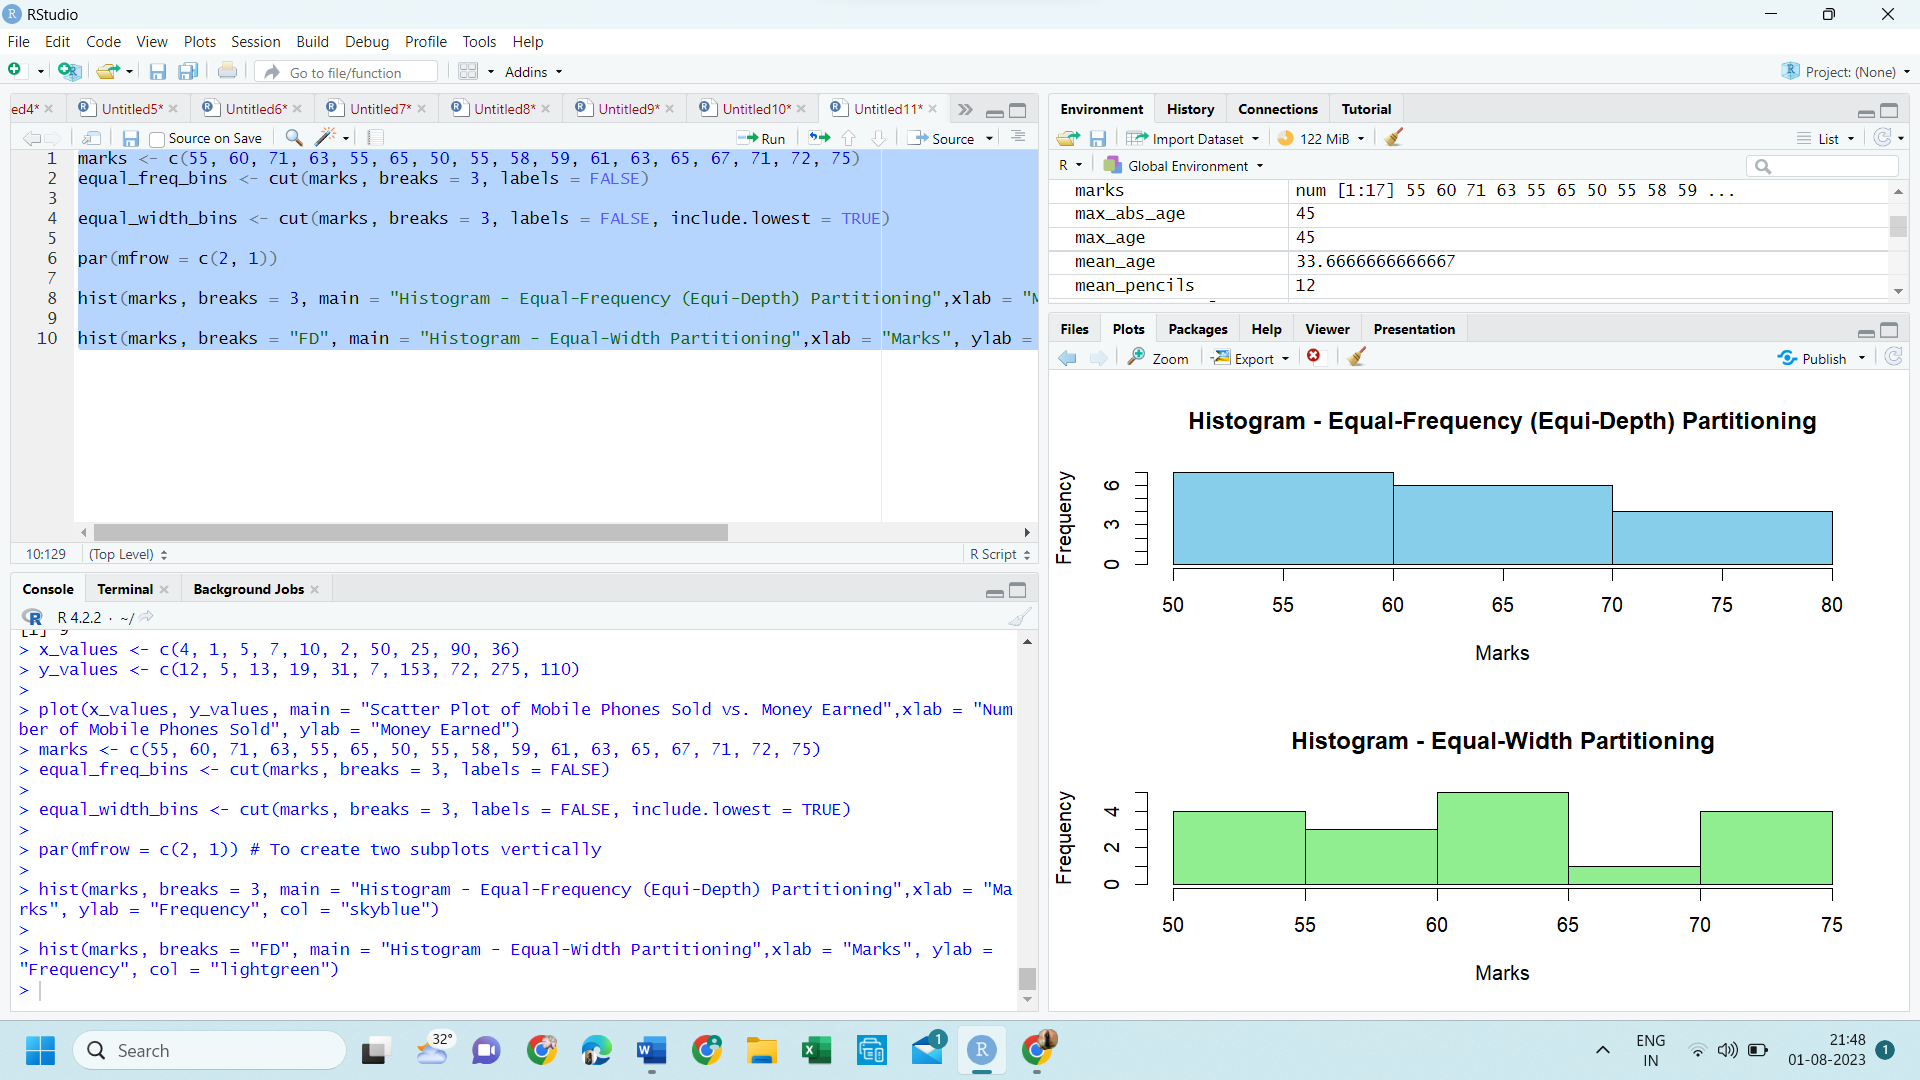 RStudio
File Edit Code View Plots Session Build Debug Profile Tools Help
Go to file/function Addins Project: (None)
ed4* Untitled5* Untitled6* Untitled7* Untitled8* Untitled9* Untitled10* Untitled11*
Source on Save Run Source
1 marks <- c(55, 60, 71, 63, 55, 65, 50, 55, 58, 59, 61, 63, 65, 67, 71, 72, 75)
2 equal_freq_bins <- cut(marks, breaks = 3, labels = FALSE)
3
4 equal_width_bins <- cut(marks, breaks = 3, labels = FALSE, include.lowest = TRUE)
5
6 par(mfrow = c(2, 1))
7
8 hist(marks, breaks = 3, main = "Histogram - Equal-Frequency (Equi-Depth) Partitioning",xlab = "M
9
10 hist(marks, breaks = "FD", main = "Histogram - Equal-Width Partitioning",xlab = "Marks", ylab =
10:129 (Top Level) R Script
Console Terminal Background Jobs
R 4.2.2 · ~/
[1] 9
> x_values <- c(4, 1, 5, 7, 10, 2, 50, 25, 90, 36)
> y_values <- c(12, 5, 13, 19, 31, 7, 153, 72, 275, 110)
>
> plot(x_values, y_values, main = "Scatter Plot of Mobile Phones Sold vs. Money Earned",xlab = "Num
ber of Mobile Phones Sold", ylab = "Money Earned")
> marks <- c(55, 60, 71, 63, 55, 65, 50, 55, 58, 59, 61, 63, 65, 67, 71, 72, 75)
> equal_freq_bins <- cut(marks, breaks = 3, labels = FALSE)
>
> equal_width_bins <- cut(marks, breaks = 3, labels = FALSE, include.lowest = TRUE)
>
> par(mfrow = c(2, 1)) # To create two subplots vertically
>
> hist(marks, breaks = 3, main = "Histogram - Equal-Frequency (Equi-Depth) Partitioning",xlab = "Ma
rks", ylab = "Frequency", col = "skyblue")
>
> hist(marks, breaks = "FD", main = "Histogram - Equal-Width Partitioning",xlab = "Marks", ylab =
"Frequency", col = "lightgreen")
>
Environment History Connections Tutorial
Import Dataset 122 MiB List
R Global Environment
marks num [1:17] 55 60 71 63 55 65 50 55 58 59 ...
max_abs_age 45
max_age 45
mean_age 33.6666666666667
mean_pencils 12
Files Plots Packages Help Viewer Presentation
Zoom Export Publish
Histogram - Equal-Frequency (Equi-Depth) Partitioning
Frequency
6
3
0
50 55 60 65 70 75 80
Marks
Histogram - Equal-Width Partitioning
Frequency
4
2
0
50 55 60 65 70 75
Marks
Search 32° 1 ENG IN 21:48 01-08-2023 1